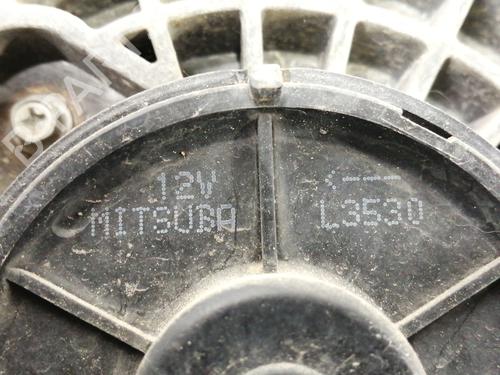 12V
MITSUBA
<---
L3530